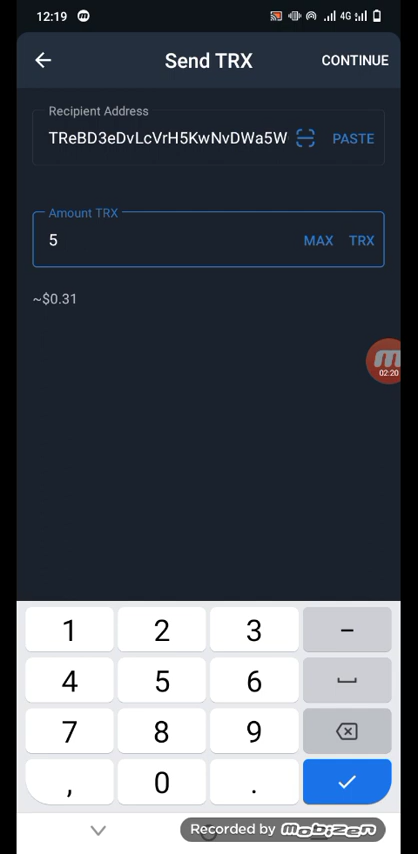 12:19 4G
Send TRX CONTINUE
Recipient Address
TReBD3eDvLcVrH5KwNvDWa5W PASTE
Amount TRX
5 MAX TRX
~$0.31
02:20
1 2 3 –
4 5 6
7 8 9
, 0 .
Recorded by mobizen